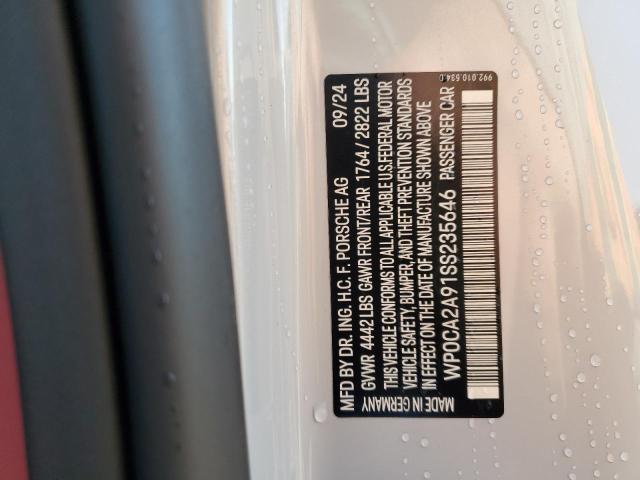 992.010.534.0
MFD BY DR. ING. H.C. F. PORSCHE AG 09/24
GVWR 4442 LBS GAWR FRONT/REAR 1764 / 2822 LBS
THIS VEHICLE CONFORMS TO ALL APPLICABLE U.S. FEDERAL MOTOR
VEHICLE SAFETY, BUMPER, AND THEFT PREVENTION STANDARDS
IN EFFECT ON THE DATE OF MANUFACTURE SHOWN ABOVE
WP0CA2A91SS235646 PASSENGER CAR
MADE IN GERMANY